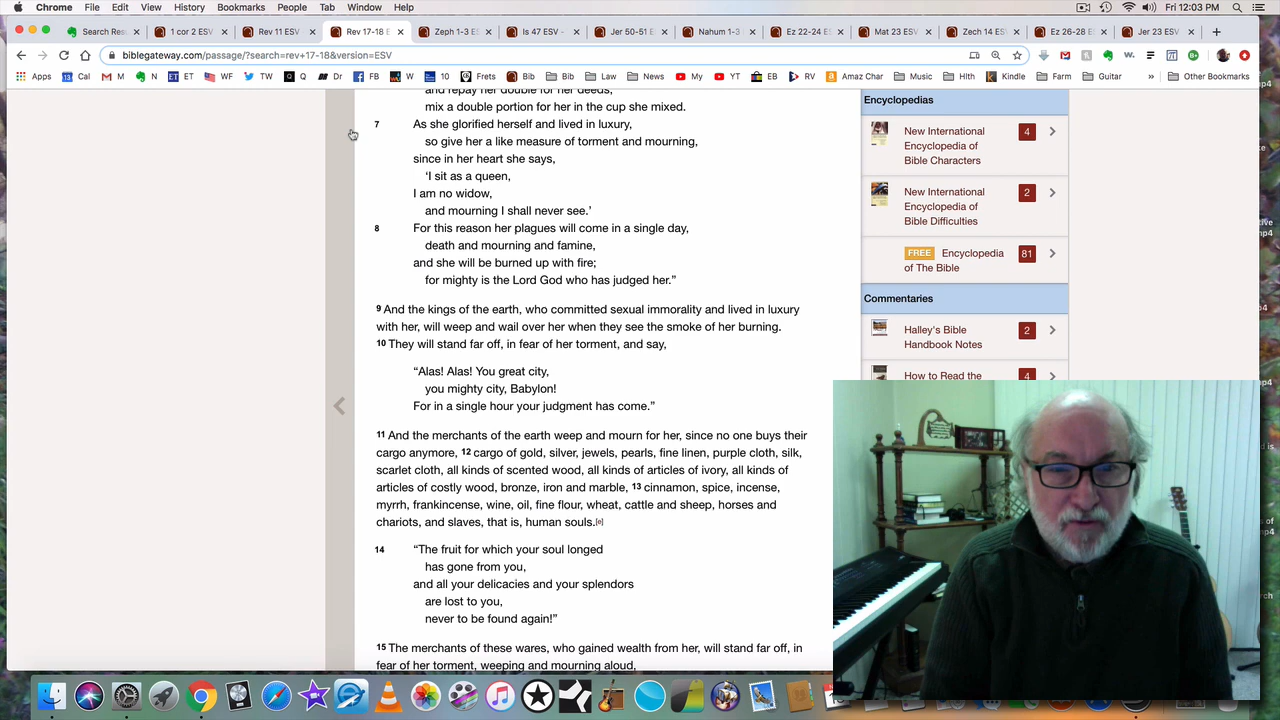 Chrome File Edit View History Bookmarks People Tab Window Help
Fri 12:03 PM
Search Res
1 cor 2 ESV
Rev 11 ESV
Rev 17-18 E
Zeph 1-3 E
Is 47 ESV -
Jer 50-51 E
Nahum 1-3
Ez 22-24 E
Mat 23 ESV
Zech 14 ES
Ez 26-28 E
Jer 23 ESV
biblegateway.com/passage/?search=rev+17-18&version=ESV
Apps Cal M N ET WF TW Q Dr FB W 10 Frets Bib Bib Law News My YT EB RV Amaz Char Music Hlth Kindle Farm Guitar » Other Bookmarks
and repay her double for her deeds,
mix a double portion for her in the cup she mixed.
7 As she glorified herself and lived in luxury,
so give her a like measure of torment and mourning,
since in her heart she says,
‘I sit as a queen,
I am no widow,
and mourning I shall never see.’
8 For this reason her plagues will come in a single day,
death and mourning and famine,
and she will be burned up with fire;
for mighty is the Lord God who has judged her.”
9 And the kings of the earth, who committed sexual immorality and lived in luxury
with her, will weep and wail over her when they see the smoke of her burning.
10 They will stand far off, in fear of her torment, and say,
“Alas! Alas! You great city,
you mighty city, Babylon!
For in a single hour your judgment has come.”
11 And the merchants of the earth weep and mourn for her, since no one buys their
cargo anymore, 12 cargo of gold, silver, jewels, pearls, fine linen, purple cloth, silk,
scarlet cloth, all kinds of scented wood, all kinds of articles of ivory, all kinds of
articles of costly wood, bronze, iron and marble, 13 cinnamon, spice, incense,
myrrh, frankincense, wine, oil, fine flour, wheat, cattle and sheep, horses and
chariots, and slaves, that is, human souls.[e]
14 “The fruit for which your soul longed
has gone from you,
and all your delicacies and your splendors
are lost to you,
never to be found again!”
15 The merchants of these wares, who gained wealth from her, will stand far off, in
fear of her torment, weeping and mourning aloud,
Encyclopedias
New International 4
Encyclopedia of
Bible Characters
New International 2
Encyclopedia of
Bible Difficulties
FREE Encyclopedia 81
of The Bible
Commentaries
Halley's Bible 2
Handbook Notes
How to Read the 4